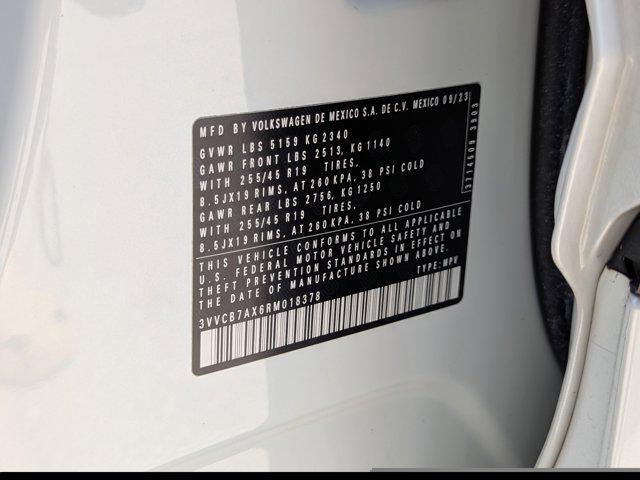 MFD BY VOLKSWAGEN DE MEXICO S.A. DE C.V. MEXICO 09/23
GVWR LBS 5159 KG 2340
GAWR FRONT LBS 2513, KG 1140
WITH 255/45 R19 TIRES,
8.5JX19 RIMS, AT 260 KPA, 38 PSI COLD
GAWR REAR LBS 2756, KG 1250
WITH 255/45 R19 TIRES,
8.5JX19 RIMS, AT 260 KPA, 38 PSI COLD
THIS VEHICLE CONFORMS TO ALL APPLICABLE
U.S. FEDERAL MOTOR VEHICLE SAFETY AND
THEFT PREVENTION STANDARDS IN EFFECT ON
THE DATE OF MANUFACTURE SHOWN ABOVE.
TYPE: MPV
3VVCB7AX6RM018378
3714509 3903